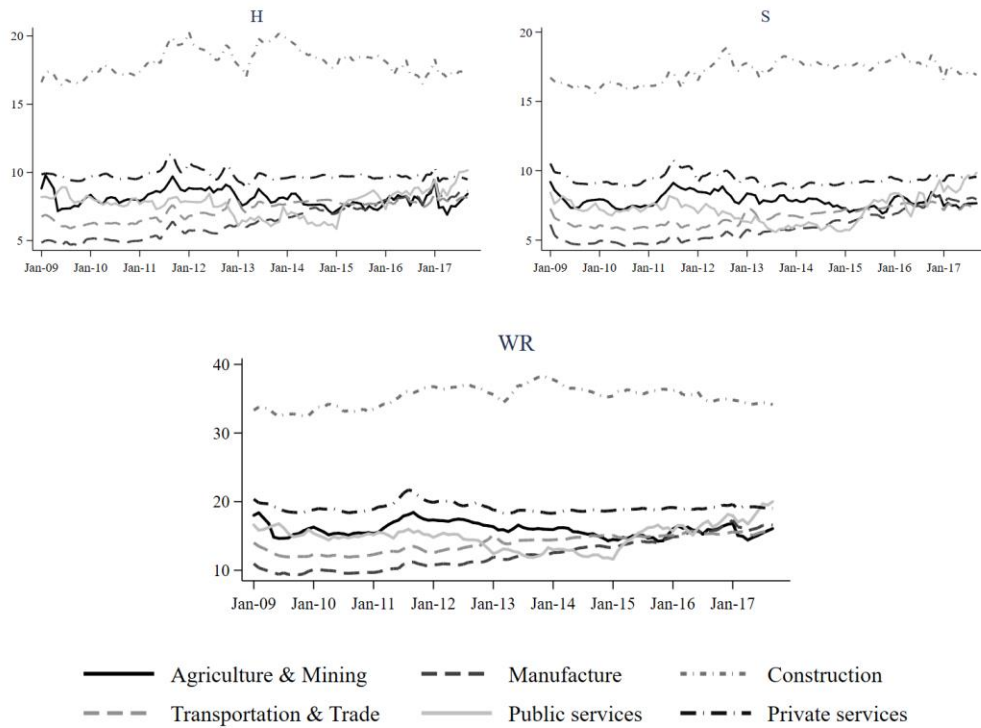 H
20
15
10
5
Jan-09 Jan-10 Jan-11 Jan-12 Jan-13 Jan-14 Jan-15 Jan-16 Jan-17
S
20
15
10
5
Jan-09 Jan-10 Jan-11 Jan-12 Jan-13 Jan-14 Jan-15 Jan-16 Jan-17
WR
40
30
20
10
Jan-09 Jan-10 Jan-11 Jan-12 Jan-13 Jan-14 Jan-15 Jan-16 Jan-17
Agriculture & Mining Manufacture Construction
Transportation & Trade Public services Private services